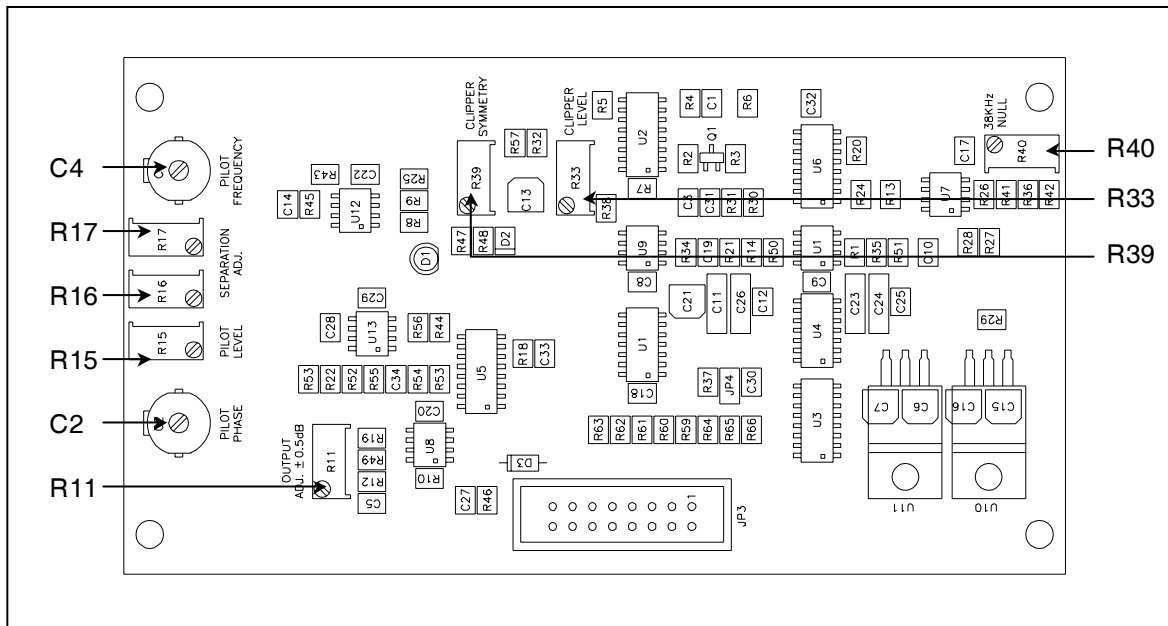 C4
R17
R16
R15
C2
R11
R40
R33
R39
PILOT
FREQUENCY
R17
SEPARATION
ADJ.
R16
R15
PILOT
LEVEL
PILOT
PHASE
OUTPUT
ADJ. ± 0.5dB
R11
R43
C22
C14
R45
U12
R25
R9
R8
D1
CLIPPER
SYMMETRY
R39
R57
R32
C13
CLIPPER
LEVEL
R33
R38
R47
R48
D2
R5
U2
R7
R4
C1
R6
R2
Q1
R3
C3
C31
R31
R30
C32
U6
R20
R24
R13
38KHz
NULL
C17
R40
U7
R26
R41
R36
R42
U9
C8
R34
C19
R21
R14
R50
U1
C9
R1
R35
R51
C10
R28
R27
C29
C28
U13
R56
R44
U5
R18
C33
U1
C18
C21
C11
C26
C12
U4
C23
C24
C25
R29
R53
R22
R52
R55
C34
R54
R53
R37
JP4
C30
U3
C7
C6
C16
C15
U11
U10
C20
U8
R10
R19
R49
R12
C5
R63
R62
R61
R60
R59
R64
R65
R66
D3
C27
R46
1
JP3